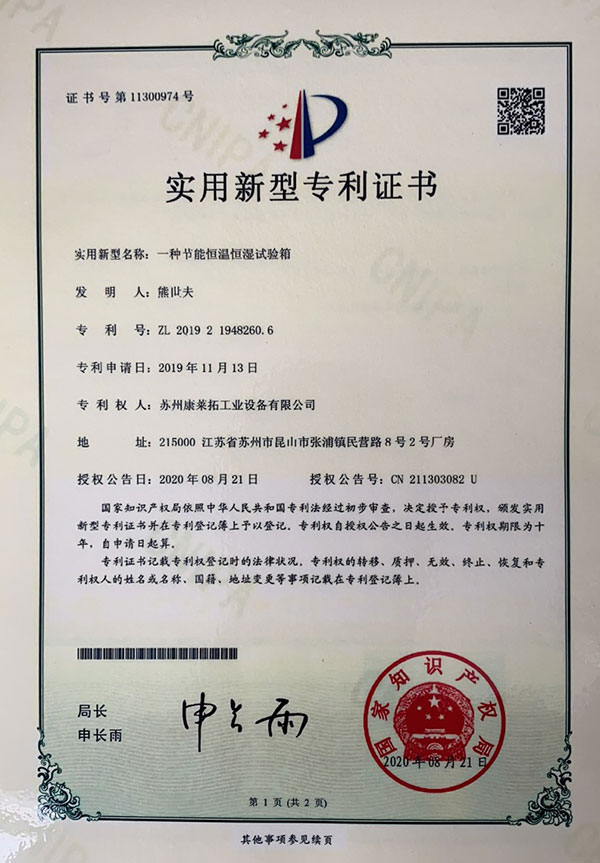 证书号第11300974号
实用新型专利证书
实用新型名称：一种节能恒温恒湿试验箱
发明人：熊世夫
专利号：ZL 2019 2 1948260.6
专利申请日：2019年11月13日
专利权人：苏州康莱拓工业设备有限公司
地址：215000 江苏省苏州市昆山市张浦镇民营路8号2号厂房
授权公告日：2020年08月21日 授权公告号：CN 211303082 U
国家知识产权局依照中华人民共和国专利法经过初步审查，决定授予专利权，颁发实用
新型专利证书并在专利登记簿上予以登记。专利权自授权公告之日起生效。专利权期限为十
年，自申请日起算。
专利证书记载专利权登记时的法律状况。专利权的转移、质押、无效、终止、恢复和专
利权人的姓名或名称、国籍、地址变更等事项记载在专利登记簿上。
局长
申长雨
申长雨
国家知识产权局
2020年08月21日
第1页(共2页)
其他事项参见续页
CNIPA
CNIPA
CNIPA